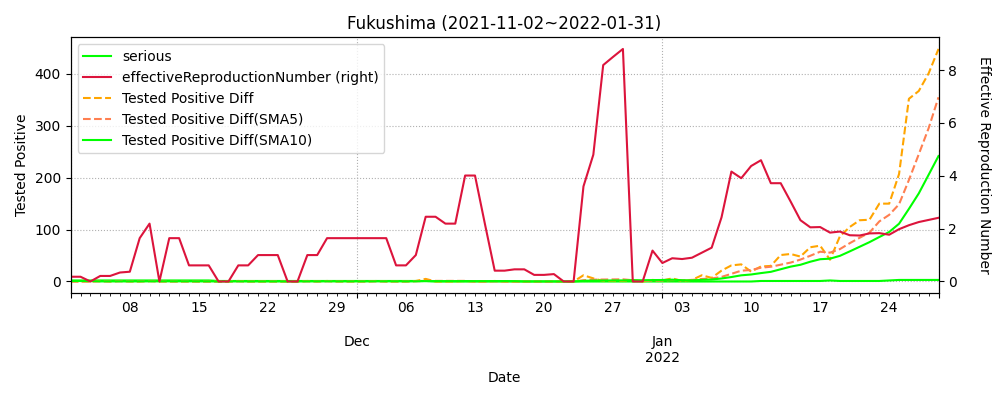 Fukushima (2021-11-02~2022-01-31)
serious
effectiveReproductionNumber (right)
Tested Positive Diff
Tested Positive Diff(SMA5)
Tested Positive Diff(SMA10)
400
300
200
100
0
Tested Positive
8
6
4
2
0
Effective Reproduction Number
08 15 22 29 06 13 20 27 03 10 17 24
Dec Jan
2022
Date